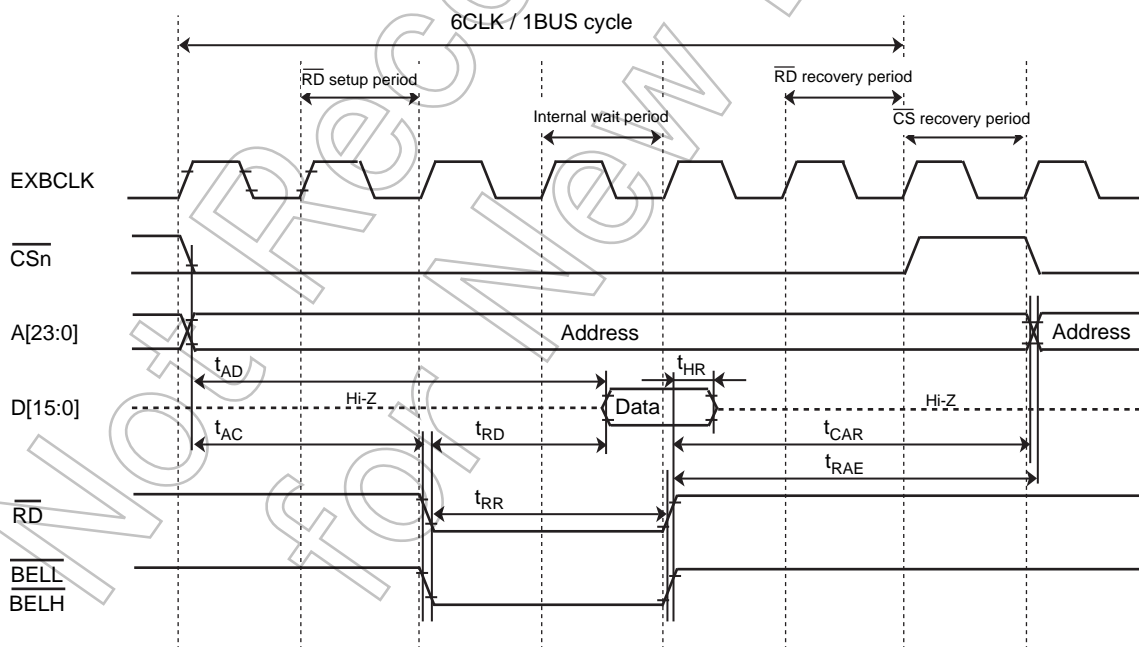 6CLK / 1BUS cycle
RD setup period
RD recovery period
Internal wait period
CS recovery period
EXBCLK
CSn
A[23:0]
Address
Address
tAD
tHR
D[15:0]
Hi-Z
Data
Hi-Z
tAC
tRD
tCAR
tRAE
tRR
RD
BELL
BELH
Not Reco
for New